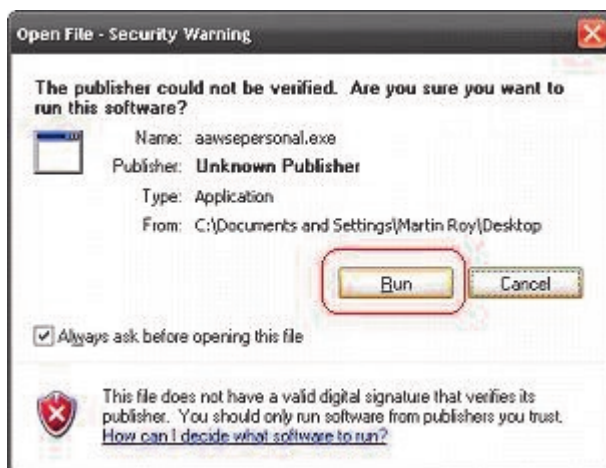 Open File - Security Warning
The publisher could not be verified. Are you sure you want to
run this software?
Name: aawsepersonal.exe
Publisher: Unknown Publisher
Type: Application
From: C:\Documents and Settings\Martin Roy\Desktop
Run Cancel
Always ask before opening this file
This file does not have a valid digital signature that verifies its
publisher. You should only run software from publishers you trust.
How can I decide what software to run?